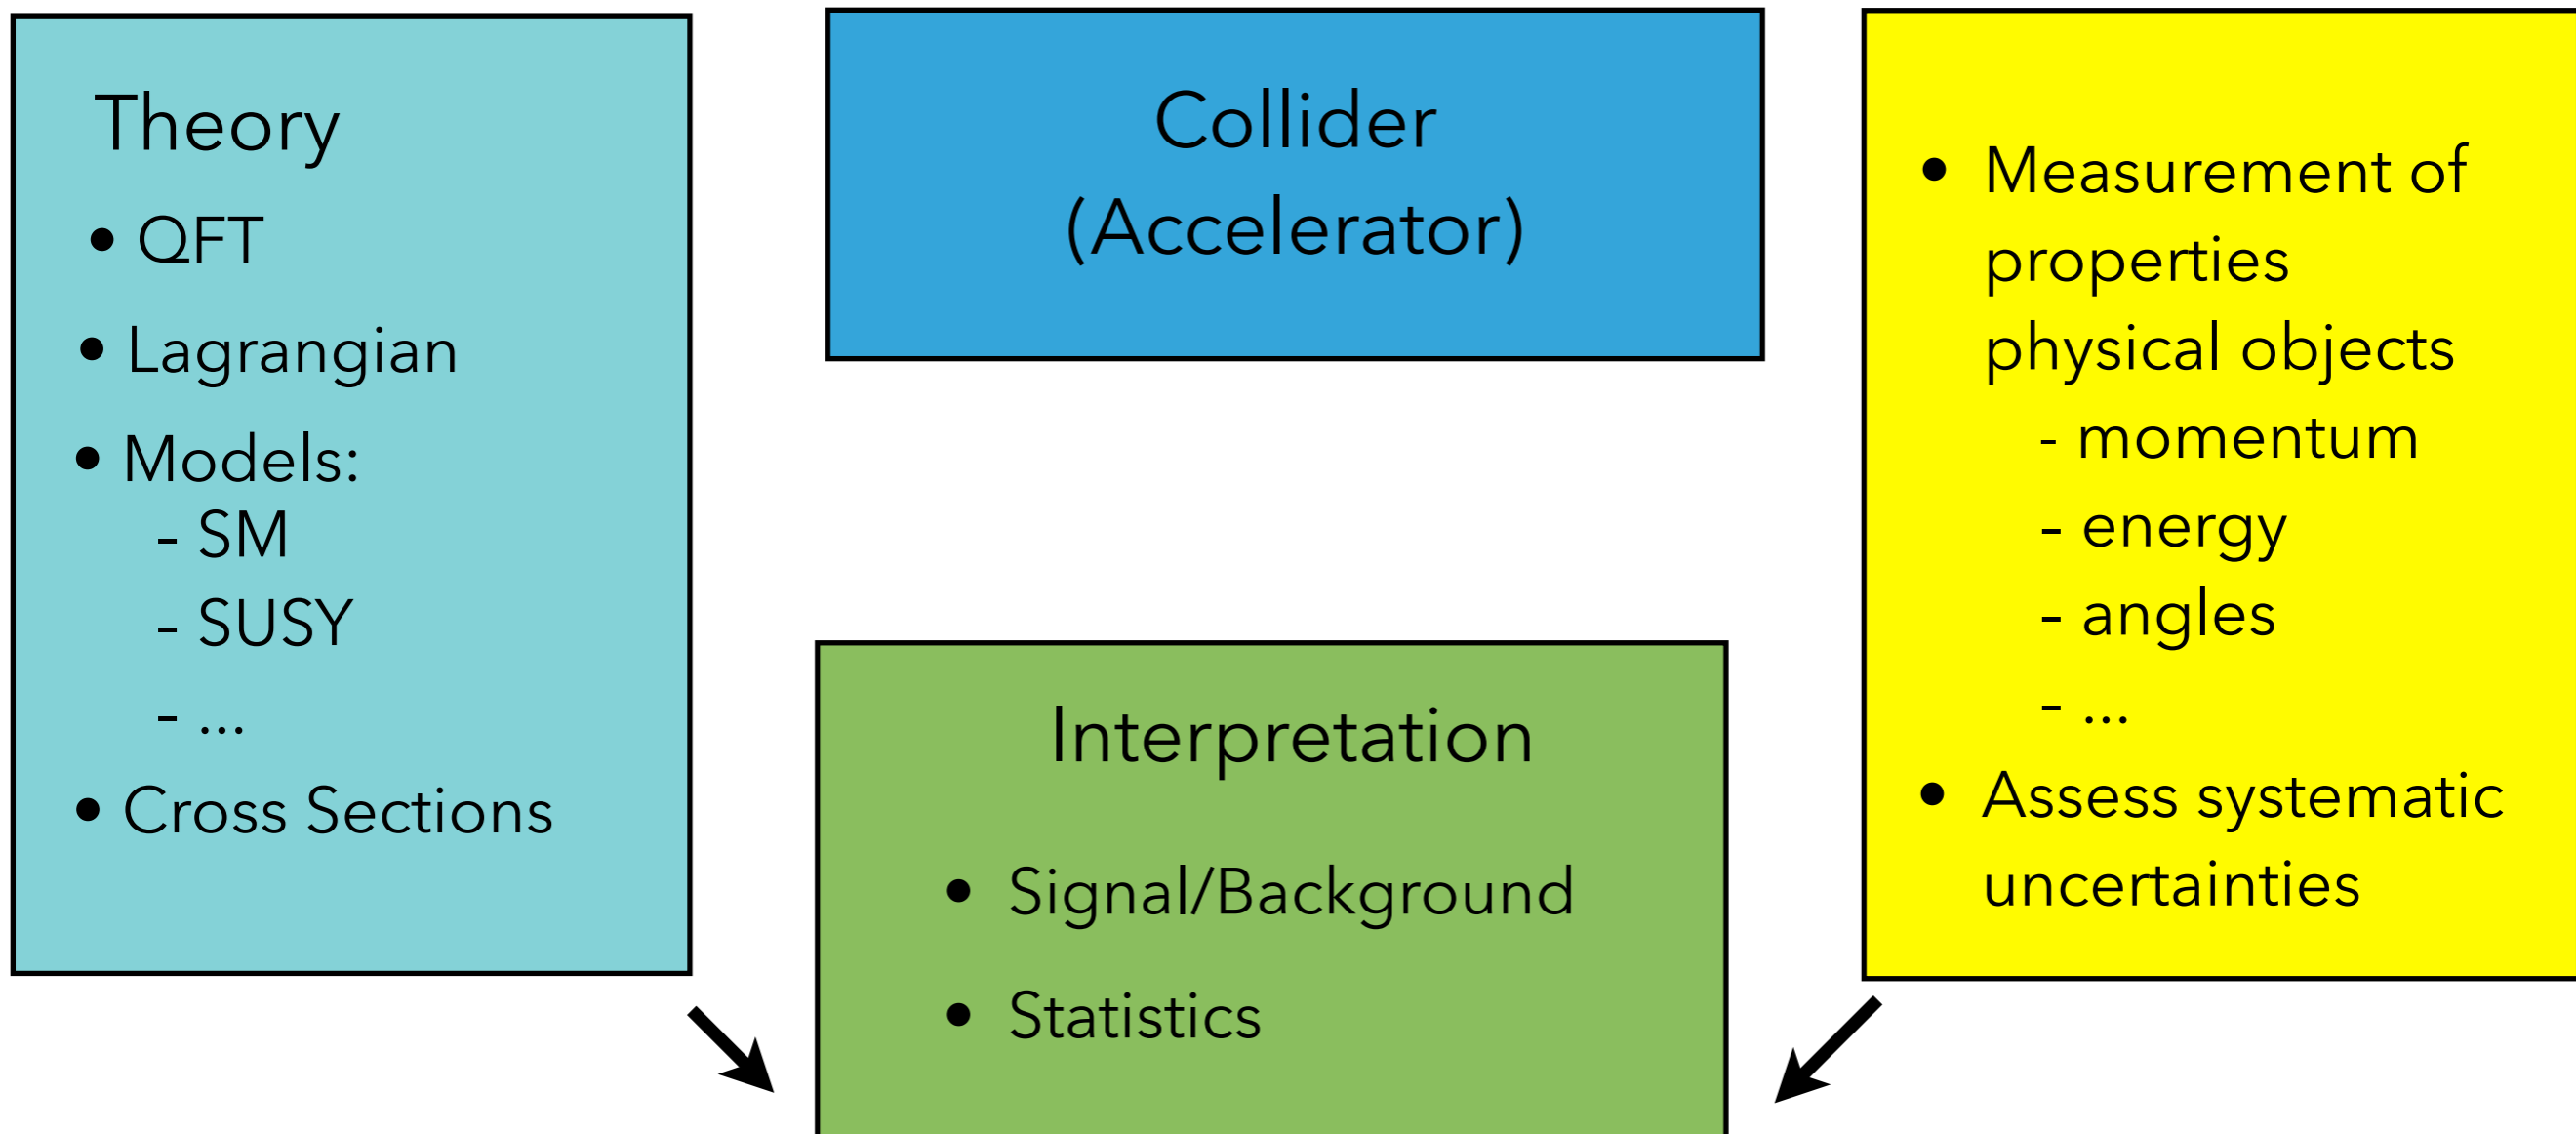 Theory
• QFT
• Lagrangian
• Models:
- SM
- SUSY
- ...
• Cross Sections
Collider
(Accelerator)
Interpretation
• Signal/Background
• Statistics
• Measurement of
properties
physical objects
- momentum
- energy
- angles
- ...
• Assess systematic
uncertainties